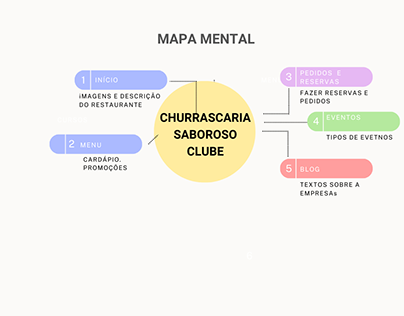 MAPA MENTAL
1 INÍCIO
iMAGENS E DESCRIÇÃO
DO RESTAURANTE
2 MENU
CARDÁPIO,
PROMOÇÕES
CHURRASCARIA
SABOROSO
CLUBE
3 PEDIDOS E
RESERVAS
FAZER RESERVAS E
PEDIDOS
4 EVENTOS
TIPOS DE EVETNOS
5 BLOG
TEXTOS SOBRE A
EMPRESAs